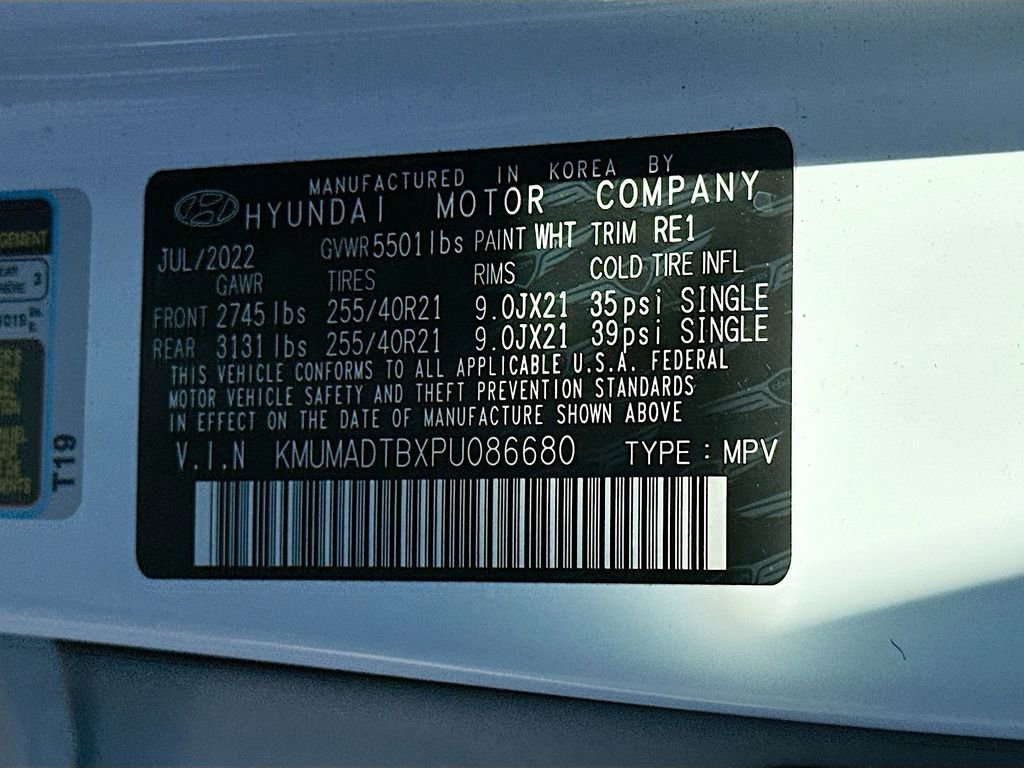 MANUFACTURED IN KOREA BY
HYUNDAI MOTOR COMPANY
JUL/2022 GVWR 5501lbs PAINT WHT TRIM RE1
GAWR TIRES RIMS COLD TIRE INFL
FRONT 2745lbs 255/40R21 9.0JX21 35psi SINGLE
REAR 3131lbs 255/40R21 9.0JX21 39psi SINGLE
THIS VEHICLE CONFORMS TO ALL APPLICABLE U.S.A. FEDERAL
MOTOR VEHICLE SAFETY AND THEFT PREVENTION STANDARDS
IN EFFECT ON THE DATE OF MANUFACTURE SHOWN ABOVE
V.I.N KMUMADTBXPU086680 TYPE : MPV
T19